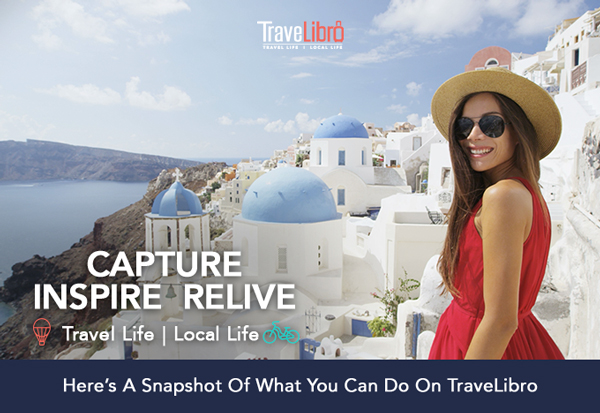 TraveLibro
TRAVEL LIFE | LOCAL LIFE
CAPTURE
INSPIRE RELIVE
Travel Life | Local Life
Here's A Snapshot Of What You Can Do On TraveLibro